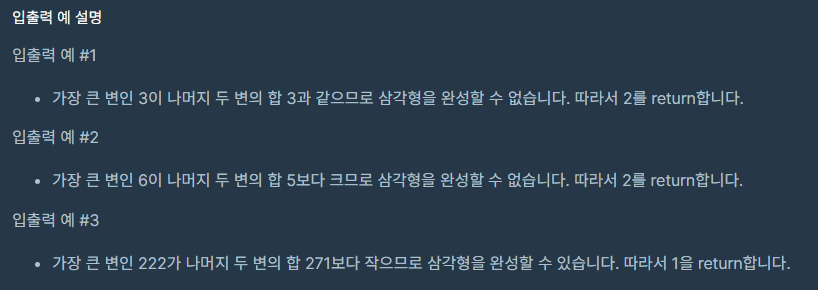 입출력 예 설명
입출력 예 #1
• 가장 큰 변인 3이 나머지 두 변의 합 3과 같으므로 삼각형을 완성할 수 없습니다. 따라서 2를 return합니다.
입출력 예 #2
• 가장 큰 변인 6이 나머지 두 변의 합 5보다 크므로 삼각형을 완성할 수 없습니다. 따라서 2를 return합니다.
입출력 예 #3
• 가장 큰 변인 222가 나머지 두 변의 합 271보다 작으므로 삼각형을 완성할 수 있습니다. 따라서 1을 return합니다.